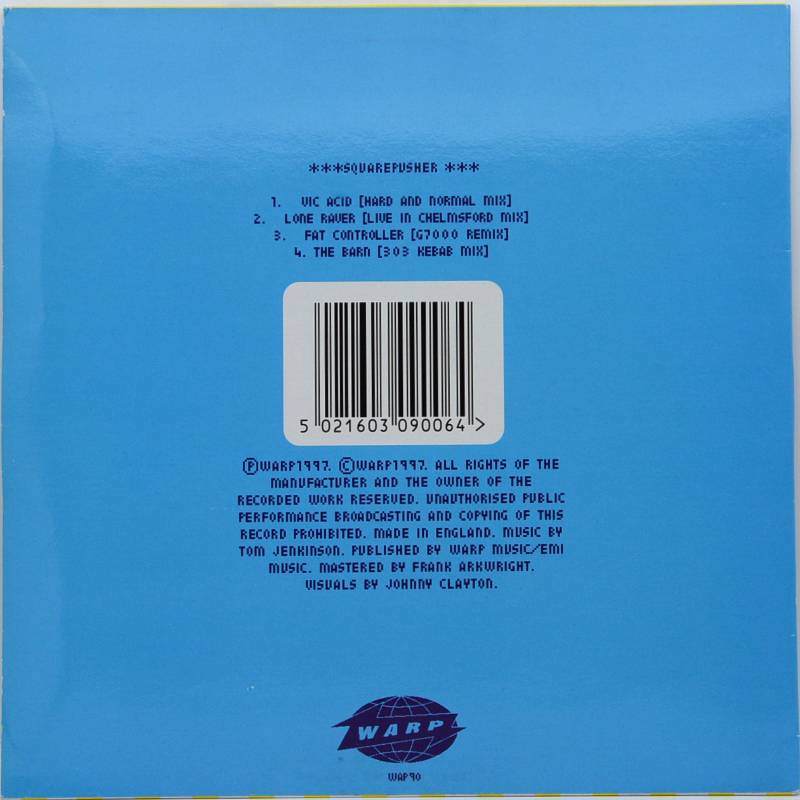 ***SQUAREPUSHER ***
1. VIC ACID [HARD AND NORMAL MIX]
2. LONE RAVER [LIVE IN CHELMSFORD MIX]
3. FAT CONTROLLER [G7000 REMIX]
4. THE BARN [303 KEBAB MIX]
5 021603 090064 >
ⓅWARP1997. ©WARP1997. ALL RIGHTS OF THE
MANUFACTURER AND THE OWNER OF THE
RECORDED WORK RESERVED. UNAUTHORISED PUBLIC
PERFORMANCE BROADCASTING AND COPYING OF THIS
RECORD PROHIBITED. MADE IN ENGLAND. MUSIC BY
TOM JENKINSON. PUBLISHED BY WARP MUSIC/EMI
MUSIC. MASTERED BY FRANK ARKWRIGHT.
VISUALS BY JOHNNY CLAYTON.
WARP
WAP90